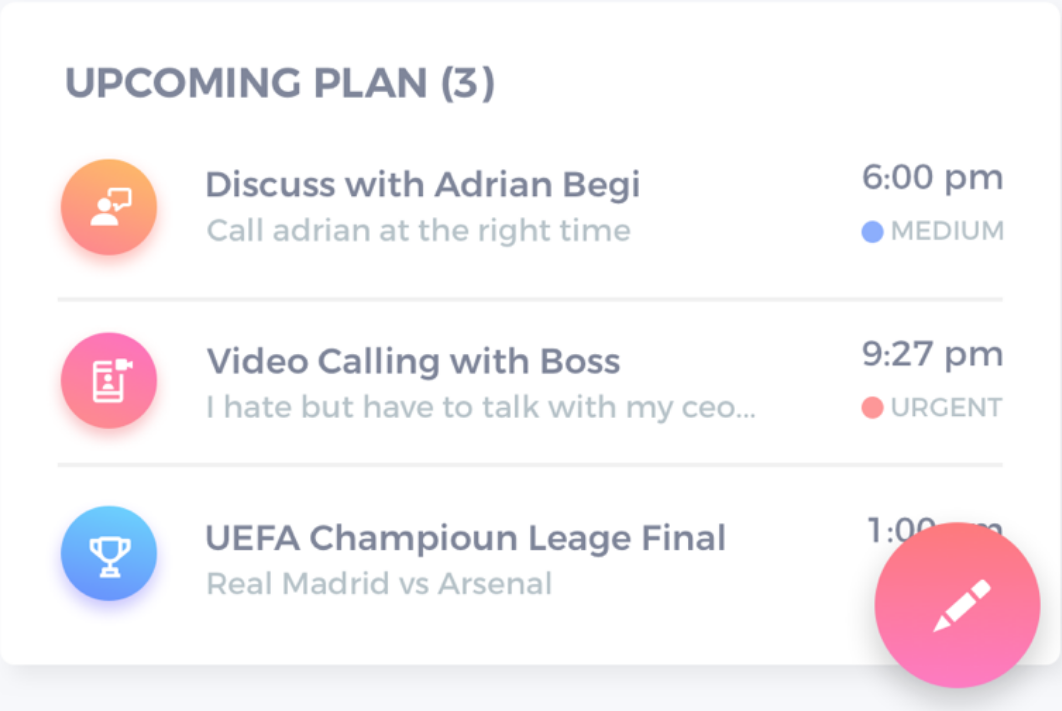 UPCOMING PLAN (3)
Discuss with Adrian Begi
6:00 pm
Call adrian at the right time
MEDIUM
Video Calling with Boss
9:27 pm
I hate but have to talk with my ceo...
URGENT
UEFA Champioun Leage Final
1:00
Real Madrid vs Arsenal